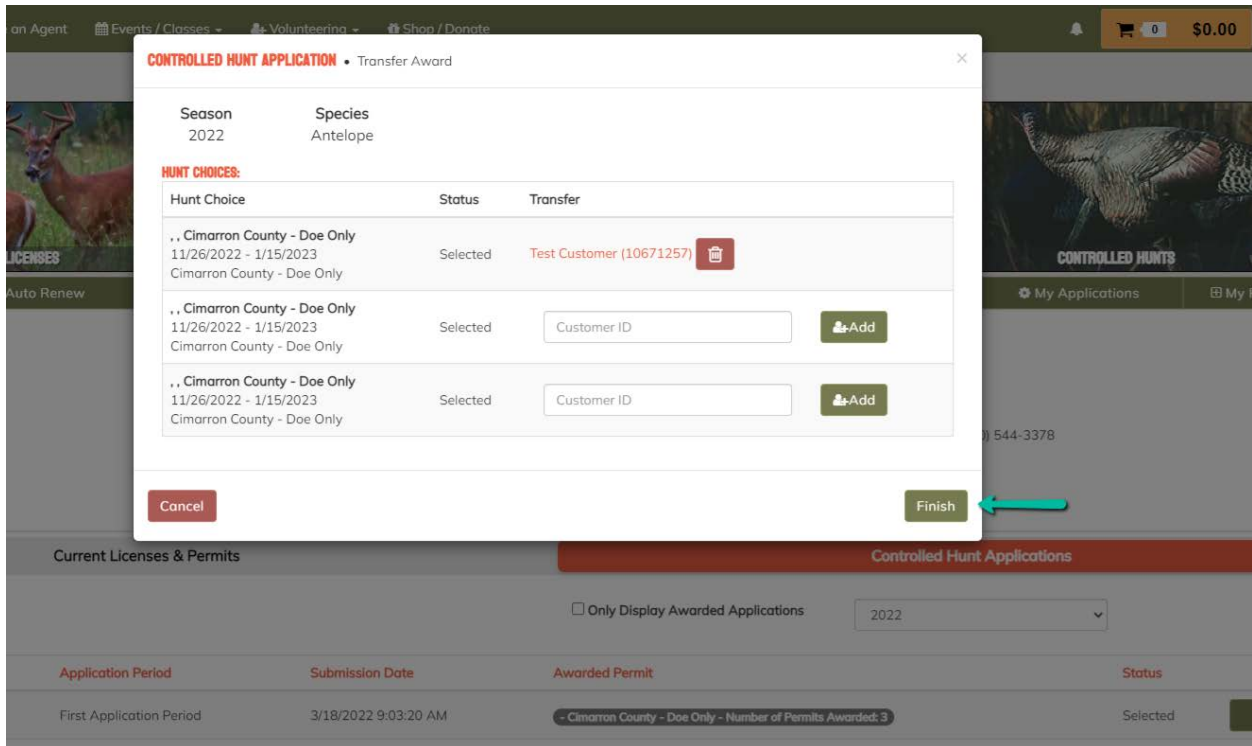 an Agent Events / Classes Volunteering Shop / Donate 0 $0.00
CONTROLLED HUNT APPLICATION • Transfer Award ×
Season Species
2022 Antelope
HUNT CHOICES:
Hunt Choice Status Transfer
, , Cimarron County - Doe Only
11/26/2022 - 1/15/2023 Selected Test Customer (10671257)
Cimarron County - Doe Only
, , Cimarron County - Doe Only
11/26/2022 - 1/15/2023 Selected Customer ID Add
Cimarron County - Doe Only
, , Cimarron County - Doe Only
11/26/2022 - 1/15/2023 Selected Customer ID Add
Cimarron County - Doe Only
LICENSES CONTROLLED HUNTS
Auto Renew My Applications My
) 544-3378
Cancel Finish
Current Licenses & Permits Controlled Hunt Applications
Only Display Awarded Applications 2022
Application Period Submission Date Awarded Permit Status
First Application Period 3/18/2022 9:03:20 AM - Cimarron County - Doe Only - Number of Permits Awarded: 3 Selected